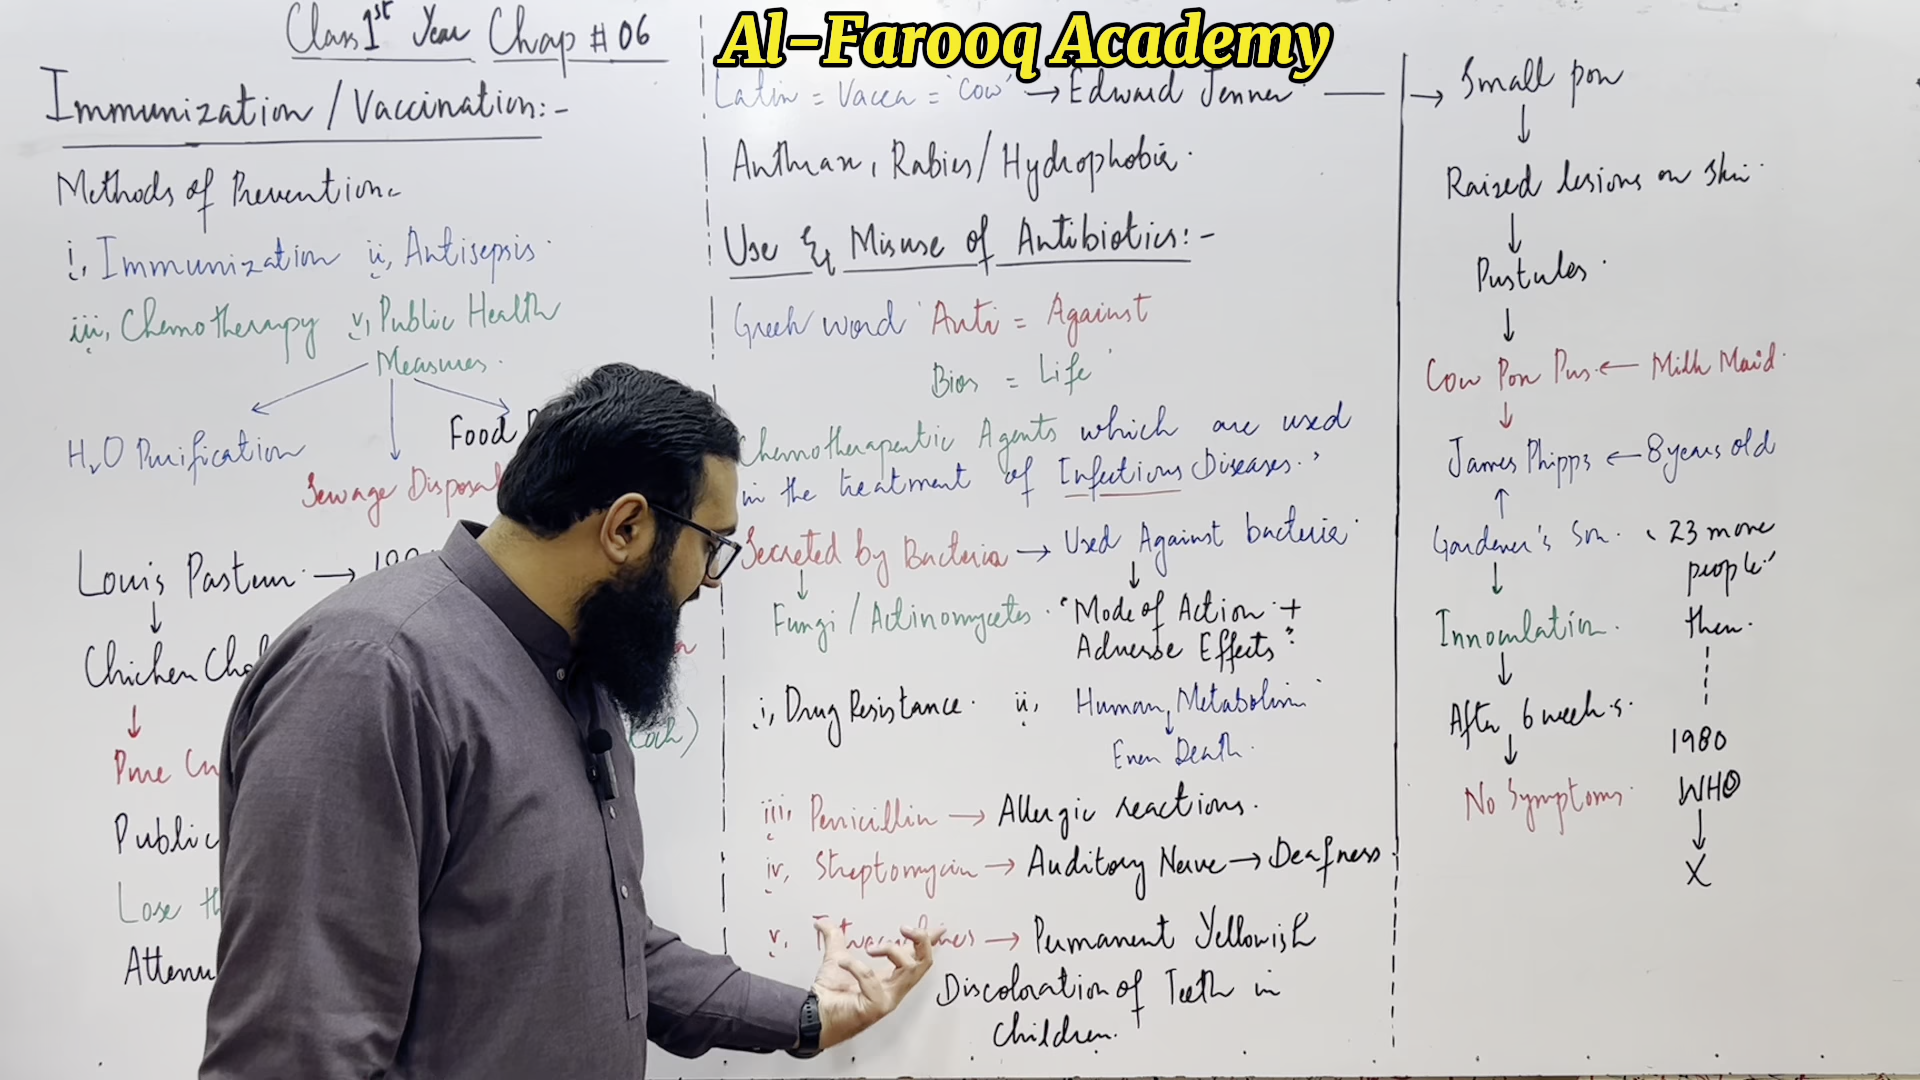 Al-Farooq Academy
Class 1st Year Chap # 06
Immunization / Vaccination:-
Methods of Prevention
i, Immunization ii, Antisepsis
iii, Chemotherapy v, Public Health
Measures
H2O Purification
Food
Sewage Disposal
Louis Pasteur →
Chicken
Pure
Public
Lose
Koch)
Latin = Vacca = 'Cow' → Edward Jenner
Anthrax, Rabies / Hydrophobia
Use & Misuse of Antibiotics:-
Greek word 'Anti = Against
Bios = Life'
Chemotherapeutic Agents which are used
in the treatment of Infectious Diseases.
Secreted by Bacteria → Used Against bacteria
Fungi / Actinomycetes
"Mode of Action +
Adverse Effects"
i, Drug Resistance. ii, Human Metabolism
Even Death.
iii, Penicillin → Allergic reactions.
iv, Streptomycin → Auditory Nerve → Deafness
v. → Permanent Yellowish
Discoloration of Teeth in
Children.
→ Small pox
Raized lesions on Skin
Pustules
Cow Pox Pus ← Milk Maid
James Phipps ← 8 years old
Gardener's Son. 23 more
people
Innoculation.
then
After 6 weeks.
No Symptoms.
1980
WHO
X